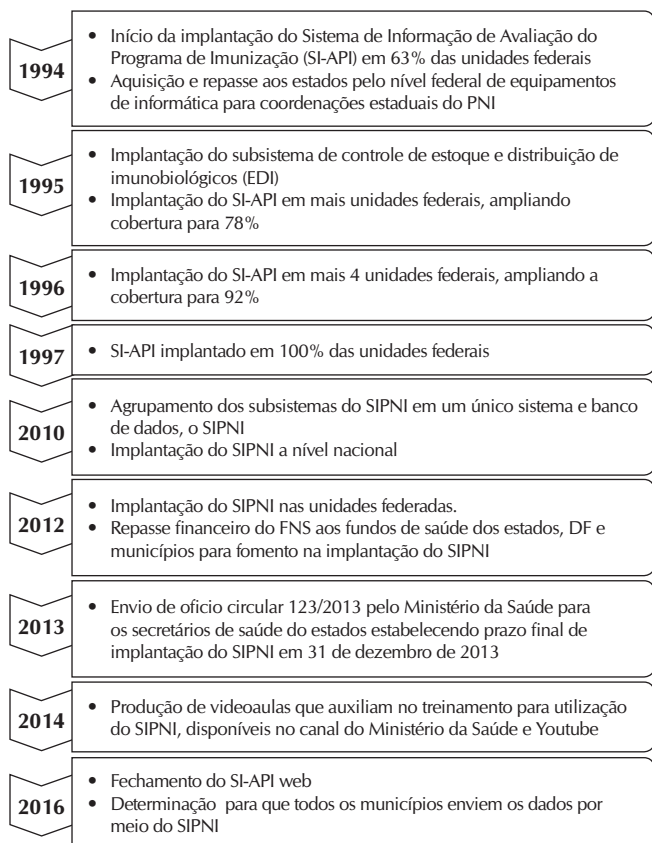 1994
• Início da implantação do Sistema de Informação de Avaliação do
Programa de Imunização (SI-API) em 63% das unidades federais
• Aquisição e repasse aos estados pelo nível federal de equipamentos
de informática para coordenações estaduais do PNI
1995
• Implantação do subsistema de controle de estoque e distribuição de
imunobiológicos (EDI)
• Implantação do SI-API em mais unidades federais, ampliando
cobertura para 78%
1996
• Implantação do SI-API em mais 4 unidades federais, ampliando a
cobertura para 92%
1997
• SI-API implantado em 100% das unidades federais
2010
• Agrupamento dos subsistemas do SIPNI em um único sistema e banco
de dados, o SIPNI
• Implantação do SIPNI a nível nacional
2012
• Implantação do SIPNI nas unidades federadas.
• Repasse financeiro do FNS aos fundos de saúde dos estados, DF e
municípios para fomento na implantação do SIPNI
2013
• Envio de oficio circular 123/2013 pelo Ministério da Saúde para
os secretários de saúde do estados estabelecendo prazo final de
implantação do SIPNI em 31 de dezembro de 2013
2014
• Produção de videoaulas que auxiliam no treinamento para utilização
do SIPNI, disponíveis no canal do Ministério da Saúde e Youtube
2016
• Fechamento do SI-API web
• Determinação para que todos os municípios enviem os dados por
meio do SIPNI